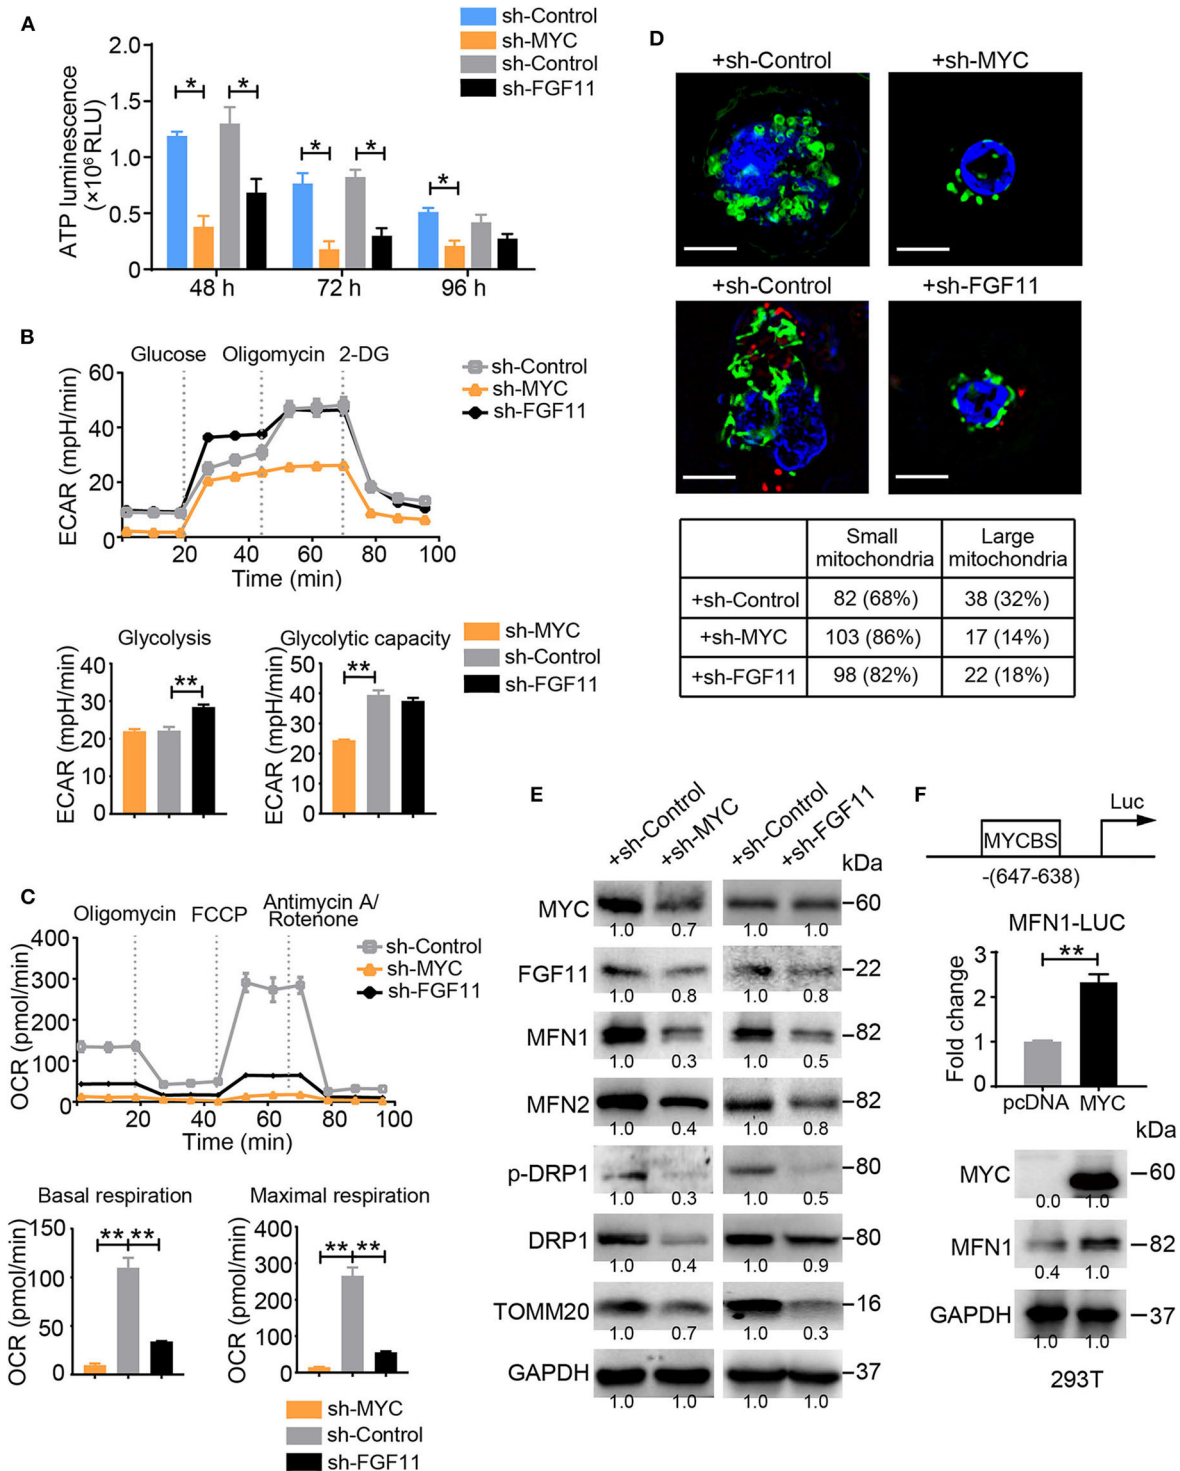 A
sh-Control
sh-MYC
sh-Control
sh-FGF11
ATP luminescence
(×10⁶ RLU)
2.0
1.5
1.0
0.5
0
* * * * *
48 h 72 h 96 h
B
Glucose Oligomycin 2-DG
sh-Control
sh-MYC
sh-FGF11
ECAR (mpH/min)
60
40
20
0
20 40 60 80 100
Time (min)
Glycolysis
ECAR (mpH/min)
40
30
20
10
0
**
Glycolytic capacity
ECAR (mpH/min)
50
40
30
20
10
0
**
sh-MYC
sh-Control
sh-FGF11
C
Oligomycin FCCP Antimycin A/
Rotenone
sh-Control
sh-MYC
sh-FGF11
OCR (pmol/min)
400
300
200
100
0
20 40 60 80 100
Time (min)
Basal respiration
OCR (pmol/min)
150
100
50
0
** **
Maximal respiration
OCR (pmol/min)
400
300
200
100
0
** **
sh-MYC
sh-Control
sh-FGF11
D
+sh-Control +sh-MYC
+sh-Control +sh-FGF11
Small mitochondria Large mitochondria
+sh-Control 82 (68%) 38 (32%)
+sh-MYC 103 (86%) 17 (14%)
+sh-FGF11 98 (82%) 22 (18%)
E
+sh-Control +sh-MYC +sh-Control +sh-FGF11
kDa
MYC 60
1.0 0.7 1.0 1.0
FGF11 22
1.0 0.8 1.0 0.8
MFN1 82
1.0 0.3 1.0 0.5
MFN2 82
1.0 0.4 1.0 0.8
p-DRP1 80
1.0 0.3 1.0 0.5
DRP1 80
1.0 0.4 1.0 0.9
TOMM20 16
1.0 0.7 1.0 0.3
GAPDH 37
1.0 1.0 1.0 1.0
F
Luc
MYCBS
-(647-638)
MFN1-LUC
Fold change
3
2
1
0
**
pcDNA MYC
kDa
MYC 60
0.0 1.0
MFN1 82
0.4 1.0
GAPDH 37
1.0 1.0
293T